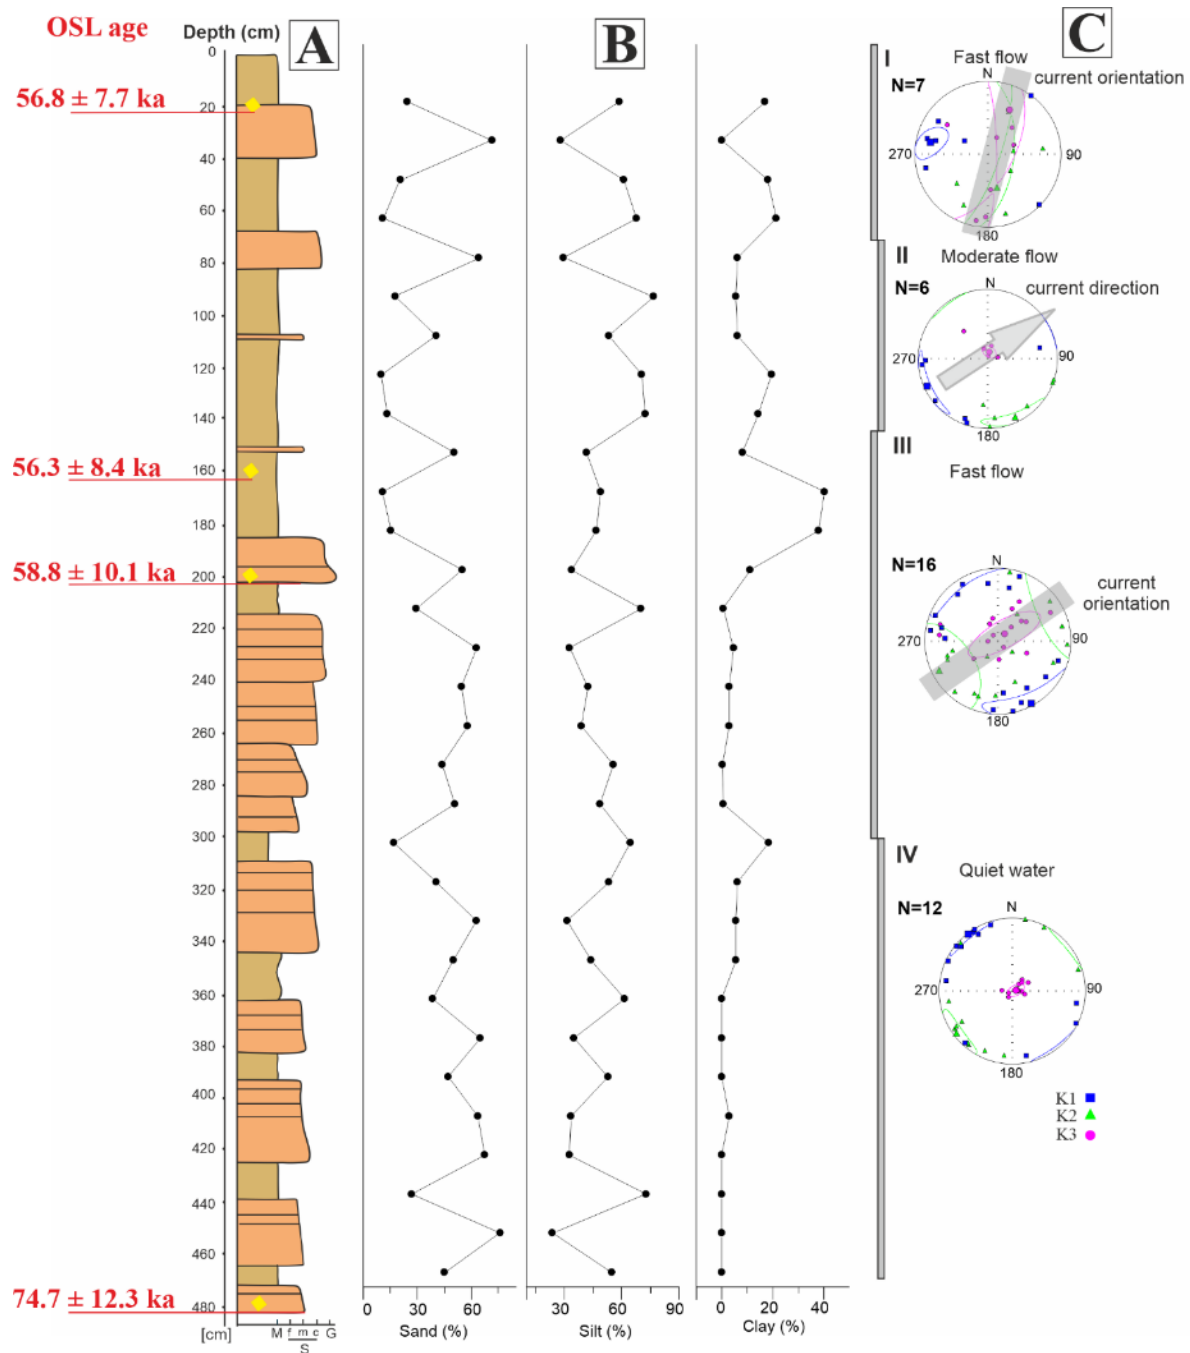 OSL age
Depth (cm)
A
B
C
0
20
40
60
80
100
120
140
160
180
200
220
240
260
280
300
320
340
360
380
400
420
440
460
480
[cm]
M f m c G
S
56.8 ± 7.7 ka
56.3 ± 8.4 ka
58.8 ± 10.1 ka
74.7 ± 12.3 ka
0 60
Sand (%)
30 60 90
Silt (%)
0 20 40
Clay (%)
I
Fast flow
N=7
N
current orientation
270
90
180
II
Moderate flow
N=6
N
current direction
270
90
180
III
Fast flow
N=16
N
current
orientation
270
90
180
IV
Quiet water
N=12
N
270
90
180
K1
K2
K3